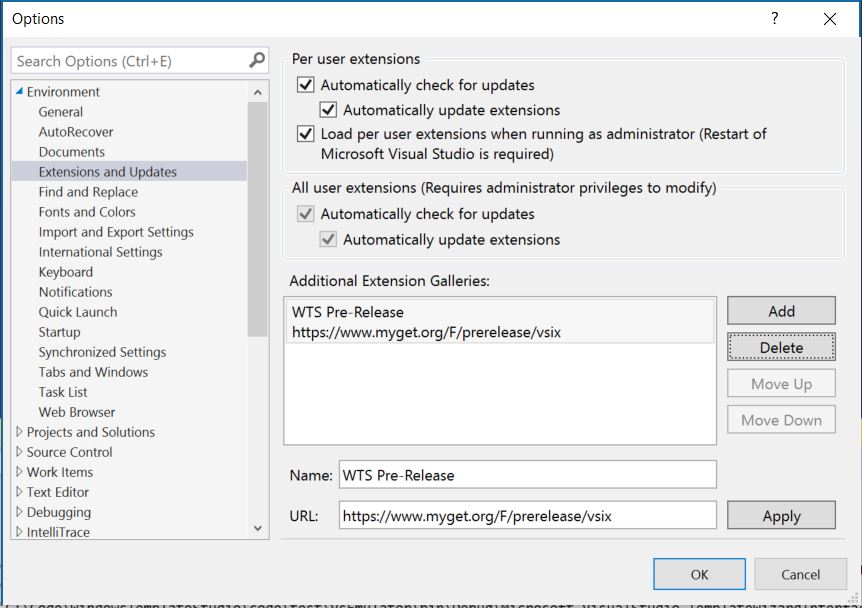 Options
Search Options (Ctrl+E)
Environment
General
AutoRecover
Documents
Extensions and Updates
Find and Replace
Fonts and Colors
Import and Export Settings
International Settings
Keyboard
Notifications
Quick Launch
Startup
Synchronized Settings
Tabs and Windows
Task List
Web Browser
Projects and Solutions
Source Control
Work Items
Text Editor
Debugging
IntelliTrace
Per user extensions
Automatically check for updates
Automatically update extensions
Load per user extensions when running as administrator (Restart of
Microsoft Visual Studio is required)
All user extensions (Requires administrator privileges to modify)
Automatically check for updates
Automatically update extensions
Additional Extension Galleries:
WTS Pre-Release
https://www.myget.org/F/prerelease/vsix
Add
Delete
Move Up
Move Down
Name: WTS Pre-Release
URL: https://www.myget.org/F/prerelease/vsix
Apply
OK Cancel